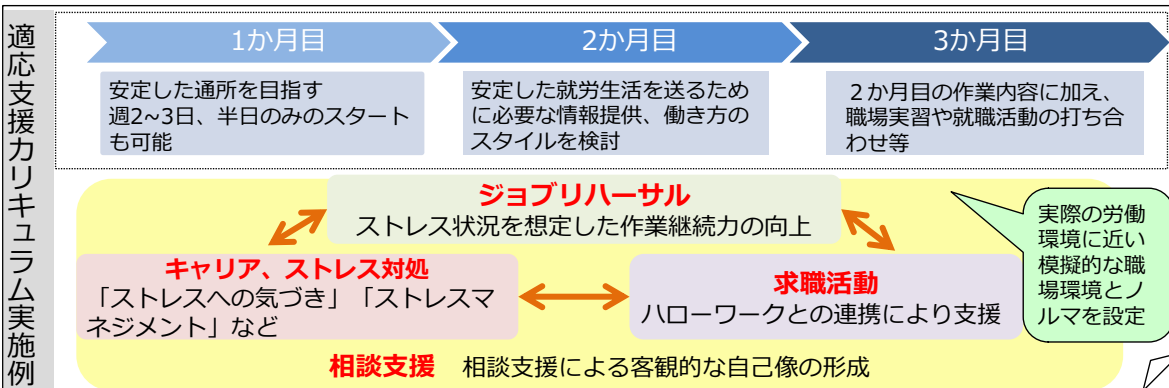 適応支援カリキュラム実施例
1か月目
2か月目
3か月目
安定した通所を目指す
週2~3日、半日のみのスタート
も可能
安定した就労生活を送るため
に必要な情報提供、働き方の
スタイルを検討
２か月目の作業内容に加え、
職場実習や就職活動の打ち合
わせ等
ジョブリハーサル
ストレス状況を想定した作業継続力の向上
実際の労働
環境に近い
模擬的な職
場環境とノ
ルマを設定
キャリア、ストレス対処
「ストレスへの気づき」「ストレスマ
ネジメント」など
求職活動
ハローワークとの連携により支援
相談支援 相談支援による客観的な自己像の形成